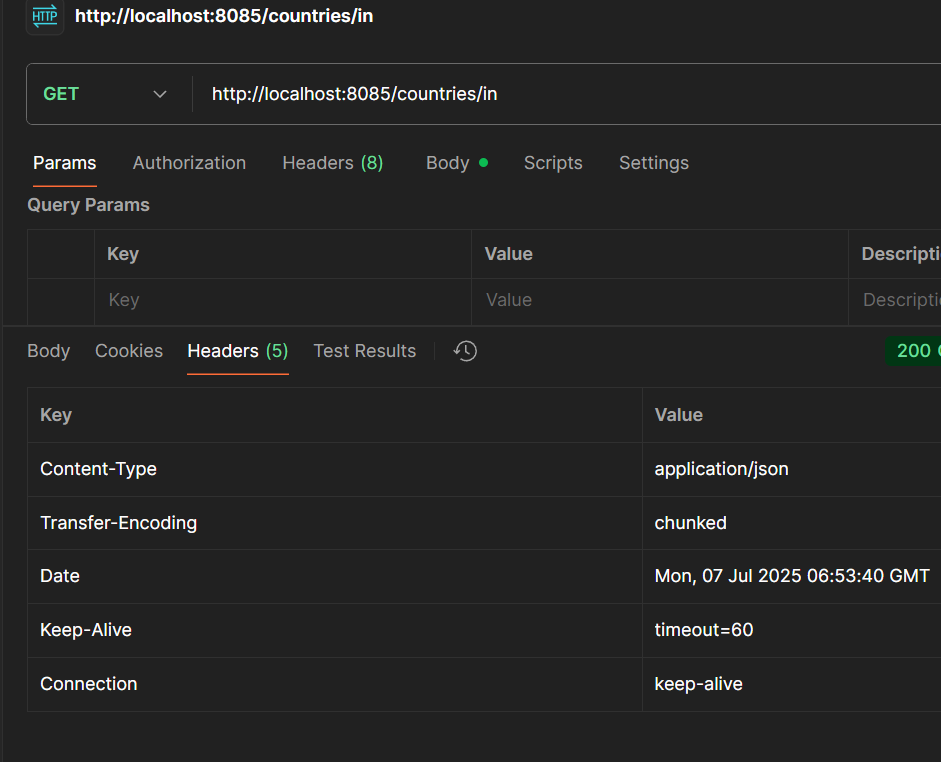 HTTP http://localhost:8085/countries/in
GET http://localhost:8085/countries/in
Params Authorization Headers (8) Body Scripts Settings
Query Params
Key Value Descripti
Key Value Descripti
Body Cookies Headers (5) Test Results 200
Key Value
Content-Type application/json
Transfer-Encoding chunked
Date Mon, 07 Jul 2025 06:53:40 GMT
Keep-Alive timeout=60
Connection keep-alive